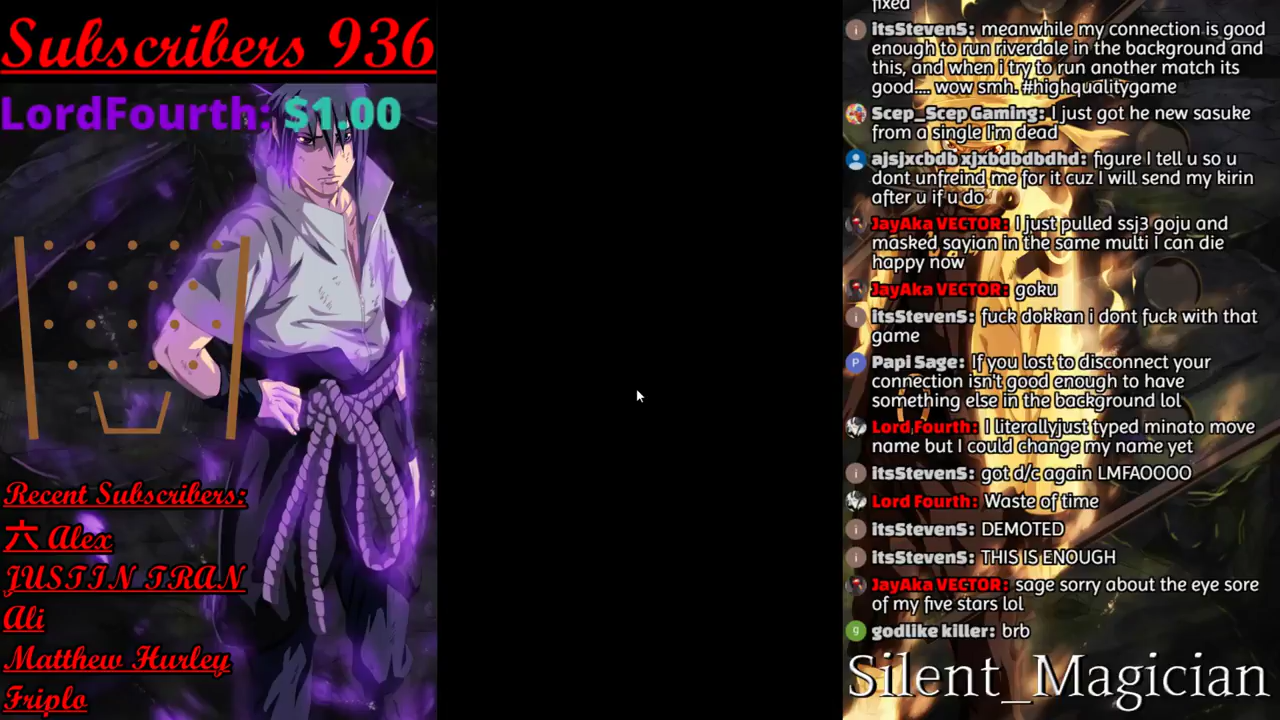 Subscribers 936
LordFourth: $1.00
Recent Subscribers:
六 Alex
JUSTIN TRAN
Ali
Matthew Hurley
Friplo
fixed
itsStevenS: meanwhile my connection is good
enough to run riverdale in the background and
this, and when i try to run another match its
good.... wow smh. #highqualitygame
Scep_Scep Gaming: I just got he new sasuke
from a single I'm dead
ajsjxcbdb xjxbdbdbdhd: figure I tell u so u
dont unfreind me for it cuz I will send my kirin
after u if u do
JayAka VECTOR: I just pulled ssj3 goju and
masked sayian in the same multi I can die
happy now
JayAka VECTOR: goku
itsStevenS: fuck dokkan i dont fuck with that
game
P
Papi Sage: If you lost to disconnect your
connection isn't good enough to have
something else in the background lol
Lord Fourth: I literallyjust typed minato move
name but I could change my name yet
itsStevenS: got d/c again LMFAOOOO
Lord Fourth: Waste of time
itsStevenS: DEMOTED
itsStevenS: THIS IS ENOUGH
JayAka VECTOR: sage sorry about the eye sore
of my five stars lol
g
godlike killer: brb
Silent_Magician